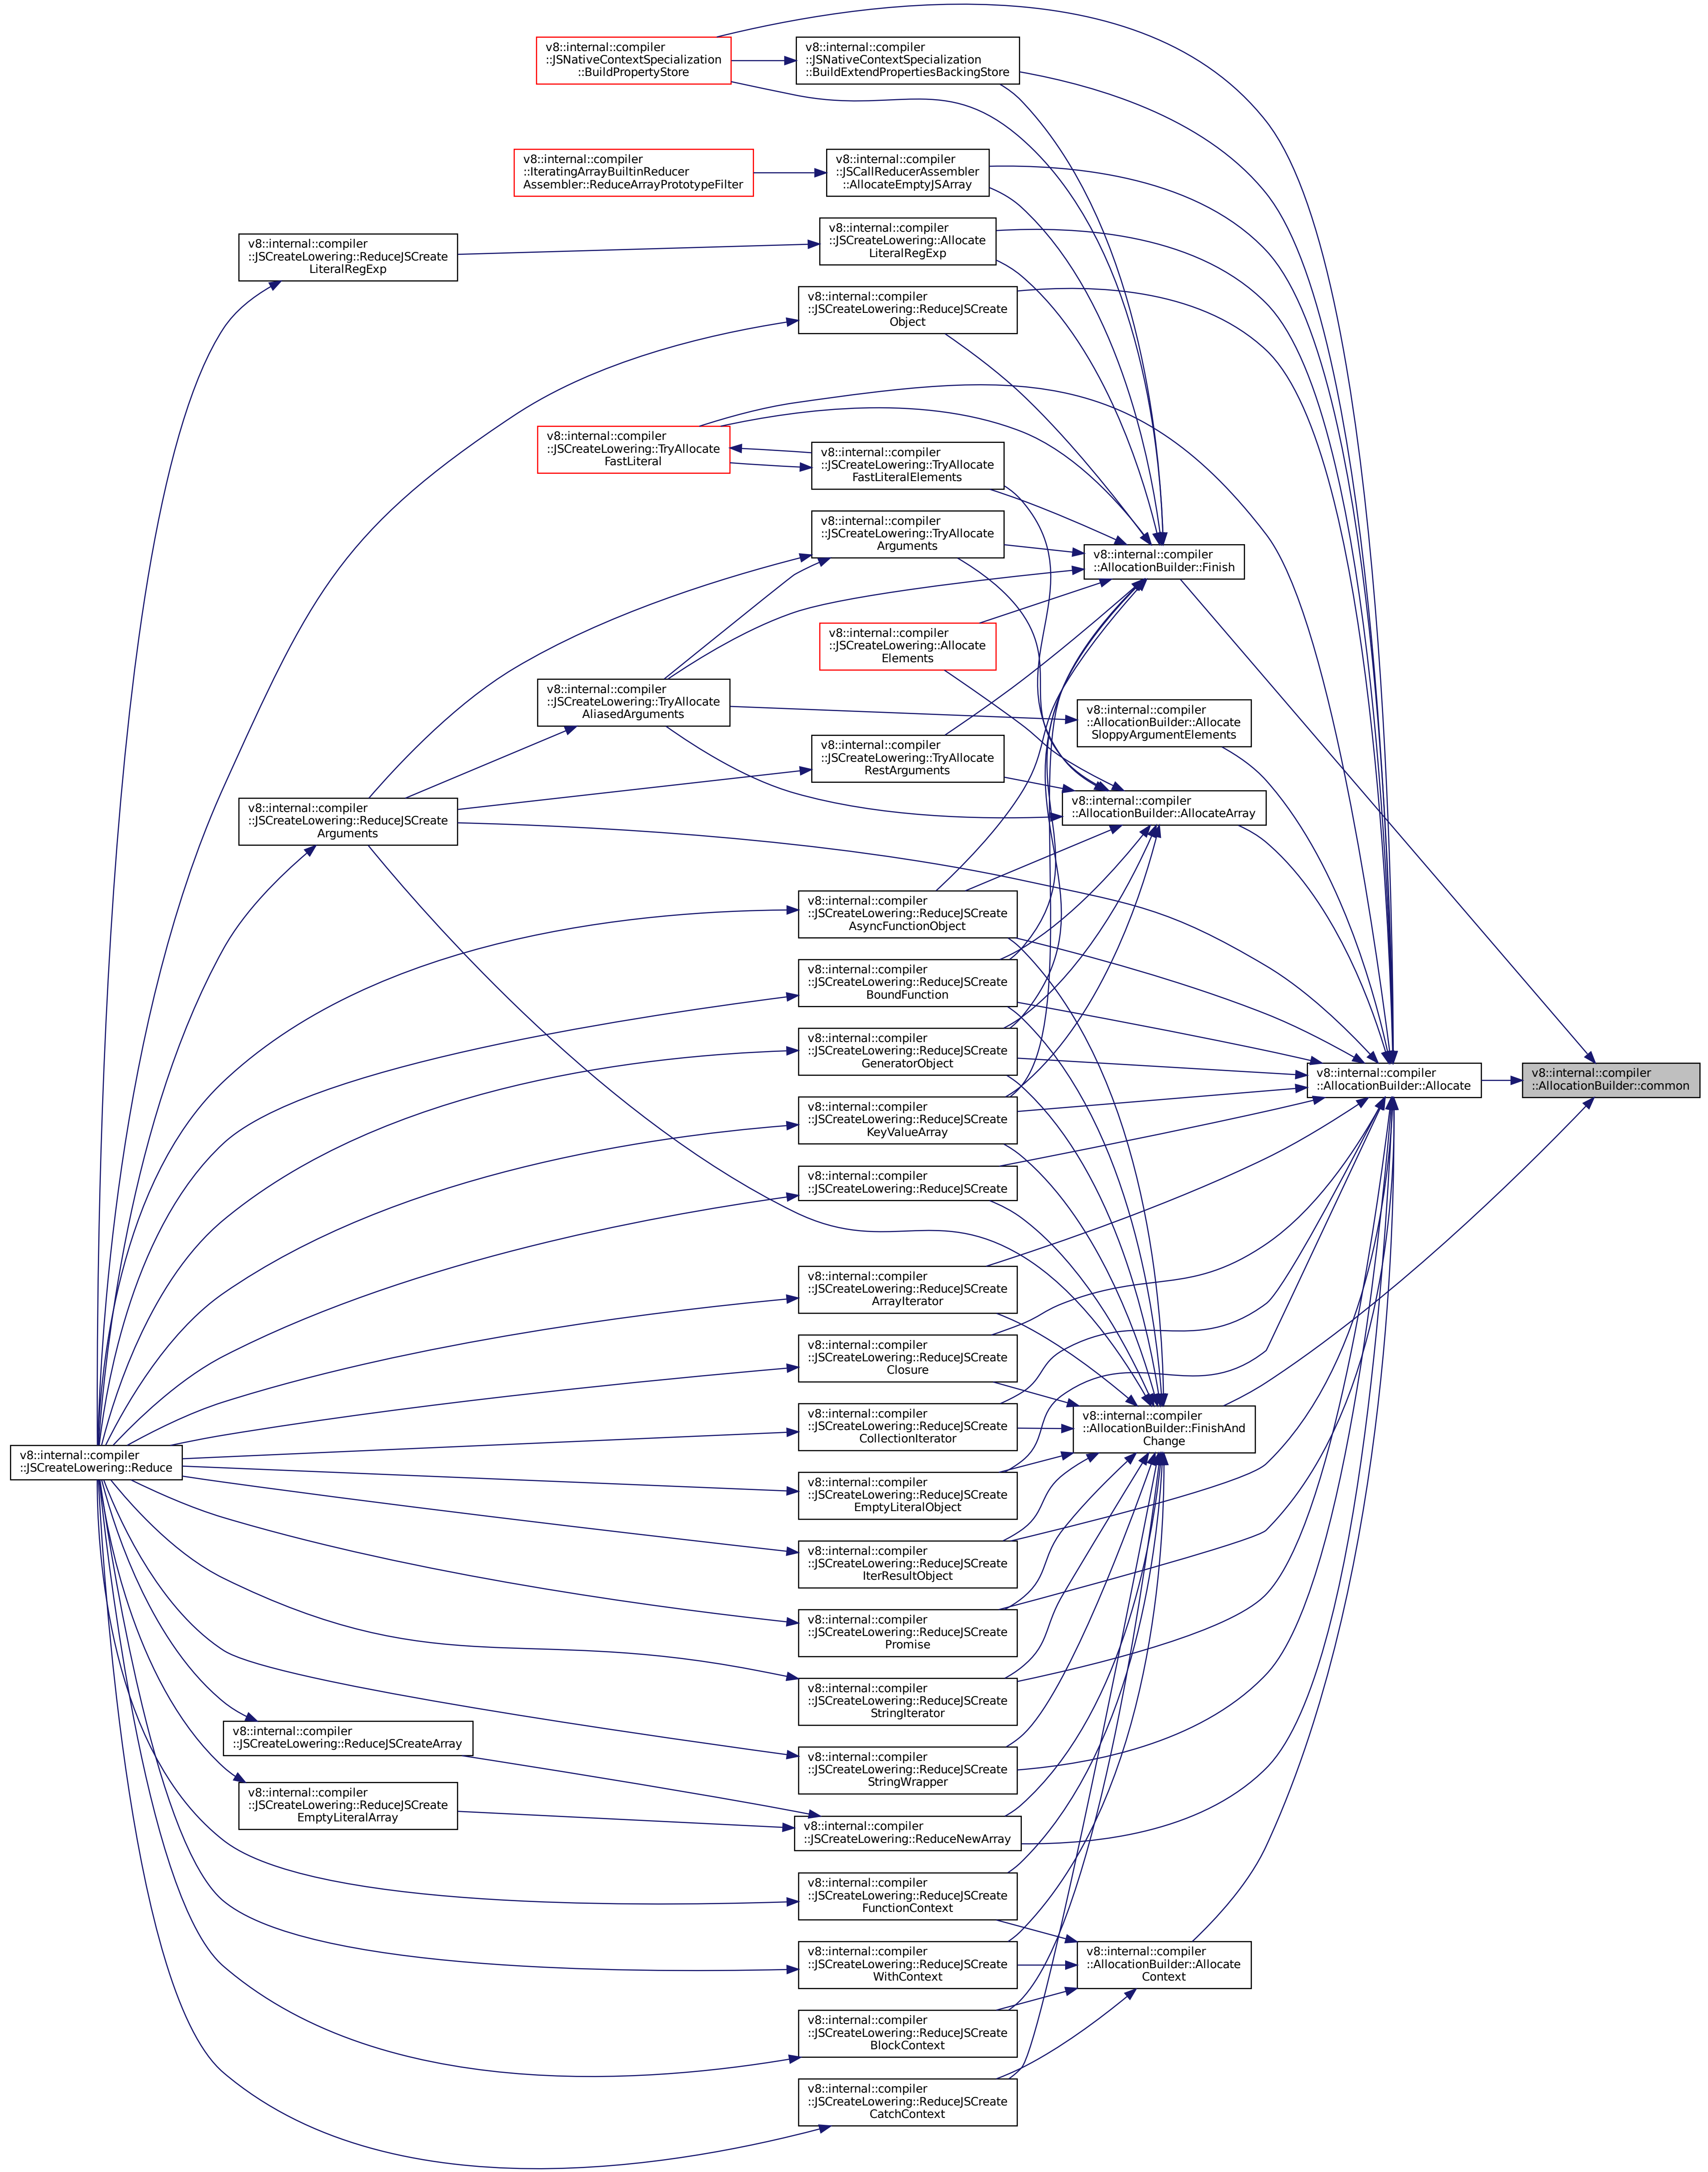 v8::internal::compiler
::JSNativeContextSpecialization
::BuildPropertyStore
v8::internal::compiler
::JSNativeContextSpecialization
::BuildExtendPropertiesBackingStore
v8::internal::compiler
::IteratingArrayBuiltinReducer
Assembler::ReduceArrayPrototypeFilter
v8::internal::compiler
::JSCallReducerAssembler
::AllocateEmptyJSArray
v8::internal::compiler
::JSCreateLowering::ReduceJSCreate
LiteralRegExp
v8::internal::compiler
::JSCreateLowering::Allocate
LiteralRegExp
v8::internal::compiler
::JSCreateLowering::ReduceJSCreate
Object
v8::internal::compiler
::JSCreateLowering::TryAllocate
FastLiteral
v8::internal::compiler
::JSCreateLowering::TryAllocate
FastLiteralElements
v8::internal::compiler
::JSCreateLowering::TryAllocate
Arguments
v8::internal::compiler
::AllocationBuilder::Finish
v8::internal::compiler
::JSCreateLowering::Allocate
Elements
v8::internal::compiler
::JSCreateLowering::TryAllocate
AliasedArguments
v8::internal::compiler
::AllocationBuilder::Allocate
SloppyArgumentElements
v8::internal::compiler
::JSCreateLowering::TryAllocate
RestArguments
v8::internal::compiler
::AllocationBuilder::AllocateArray
v8::internal::compiler
::JSCreateLowering::ReduceJSCreate
Arguments
v8::internal::compiler
::JSCreateLowering::ReduceJSCreate
AsyncFunctionObject
v8::internal::compiler
::JSCreateLowering::ReduceJSCreate
BoundFunction
v8::internal::compiler
::JSCreateLowering::ReduceJSCreate
GeneratorObject
v8::internal::compiler
::AllocationBuilder::Allocate
v8::internal::compiler
::AllocationBuilder::common
v8::internal::compiler
::JSCreateLowering::ReduceJSCreate
KeyValueArray
v8::internal::compiler
::JSCreateLowering::ReduceJSCreate
v8::internal::compiler
::JSCreateLowering::ReduceJSCreate
ArrayIterator
v8::internal::compiler
::JSCreateLowering::ReduceJSCreate
Closure
v8::internal::compiler
::JSCreateLowering::ReduceJSCreate
CollectionIterator
v8::internal::compiler
::AllocationBuilder::FinishAnd
Change
v8::internal::compiler
::JSCreateLowering::Reduce
v8::internal::compiler
::JSCreateLowering::ReduceJSCreate
EmptyLiteralObject
v8::internal::compiler
::JSCreateLowering::ReduceJSCreate
IterResultObject
v8::internal::compiler
::JSCreateLowering::ReduceJSCreate
Promise
v8::internal::compiler
::JSCreateLowering::ReduceJSCreate
StringIterator
v8::internal::compiler
::JSCreateLowering::ReduceJSCreateArray
v8::internal::compiler
::JSCreateLowering::ReduceJSCreate
StringWrapper
v8::internal::compiler
::JSCreateLowering::ReduceJSCreate
EmptyLiteralArray
v8::internal::compiler
::JSCreateLowering::ReduceNewArray
v8::internal::compiler
::JSCreateLowering::ReduceJSCreate
FunctionContext
v8::internal::compiler
::JSCreateLowering::ReduceJSCreate
WithContext
v8::internal::compiler
::AllocationBuilder::Allocate
Context
v8::internal::compiler
::JSCreateLowering::ReduceJSCreate
BlockContext
v8::internal::compiler
::JSCreateLowering::ReduceJSCreate
CatchContext